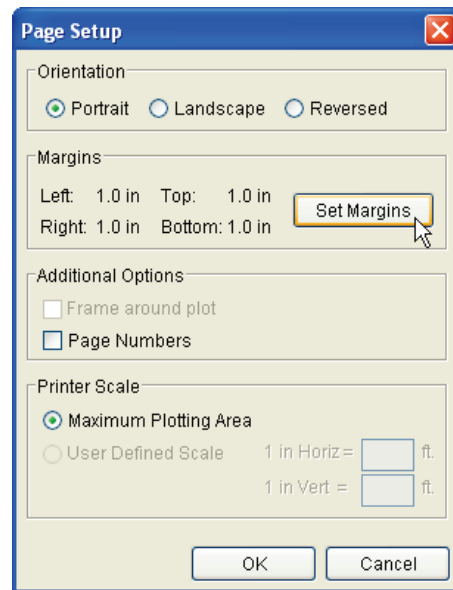 Page Setup
Orientation
Portrait Landscape Reversed
Margins
Left: 1.0 in Top: 1.0 in
Set Margins
Right: 1.0 in Bottom: 1.0 in
Additional Options
Frame around plot
Page Numbers
Printer Scale
Maximum Plotting Area
User Defined Scale 1 in Horiz = ft.
1 in Vert = ft.
OK Cancel